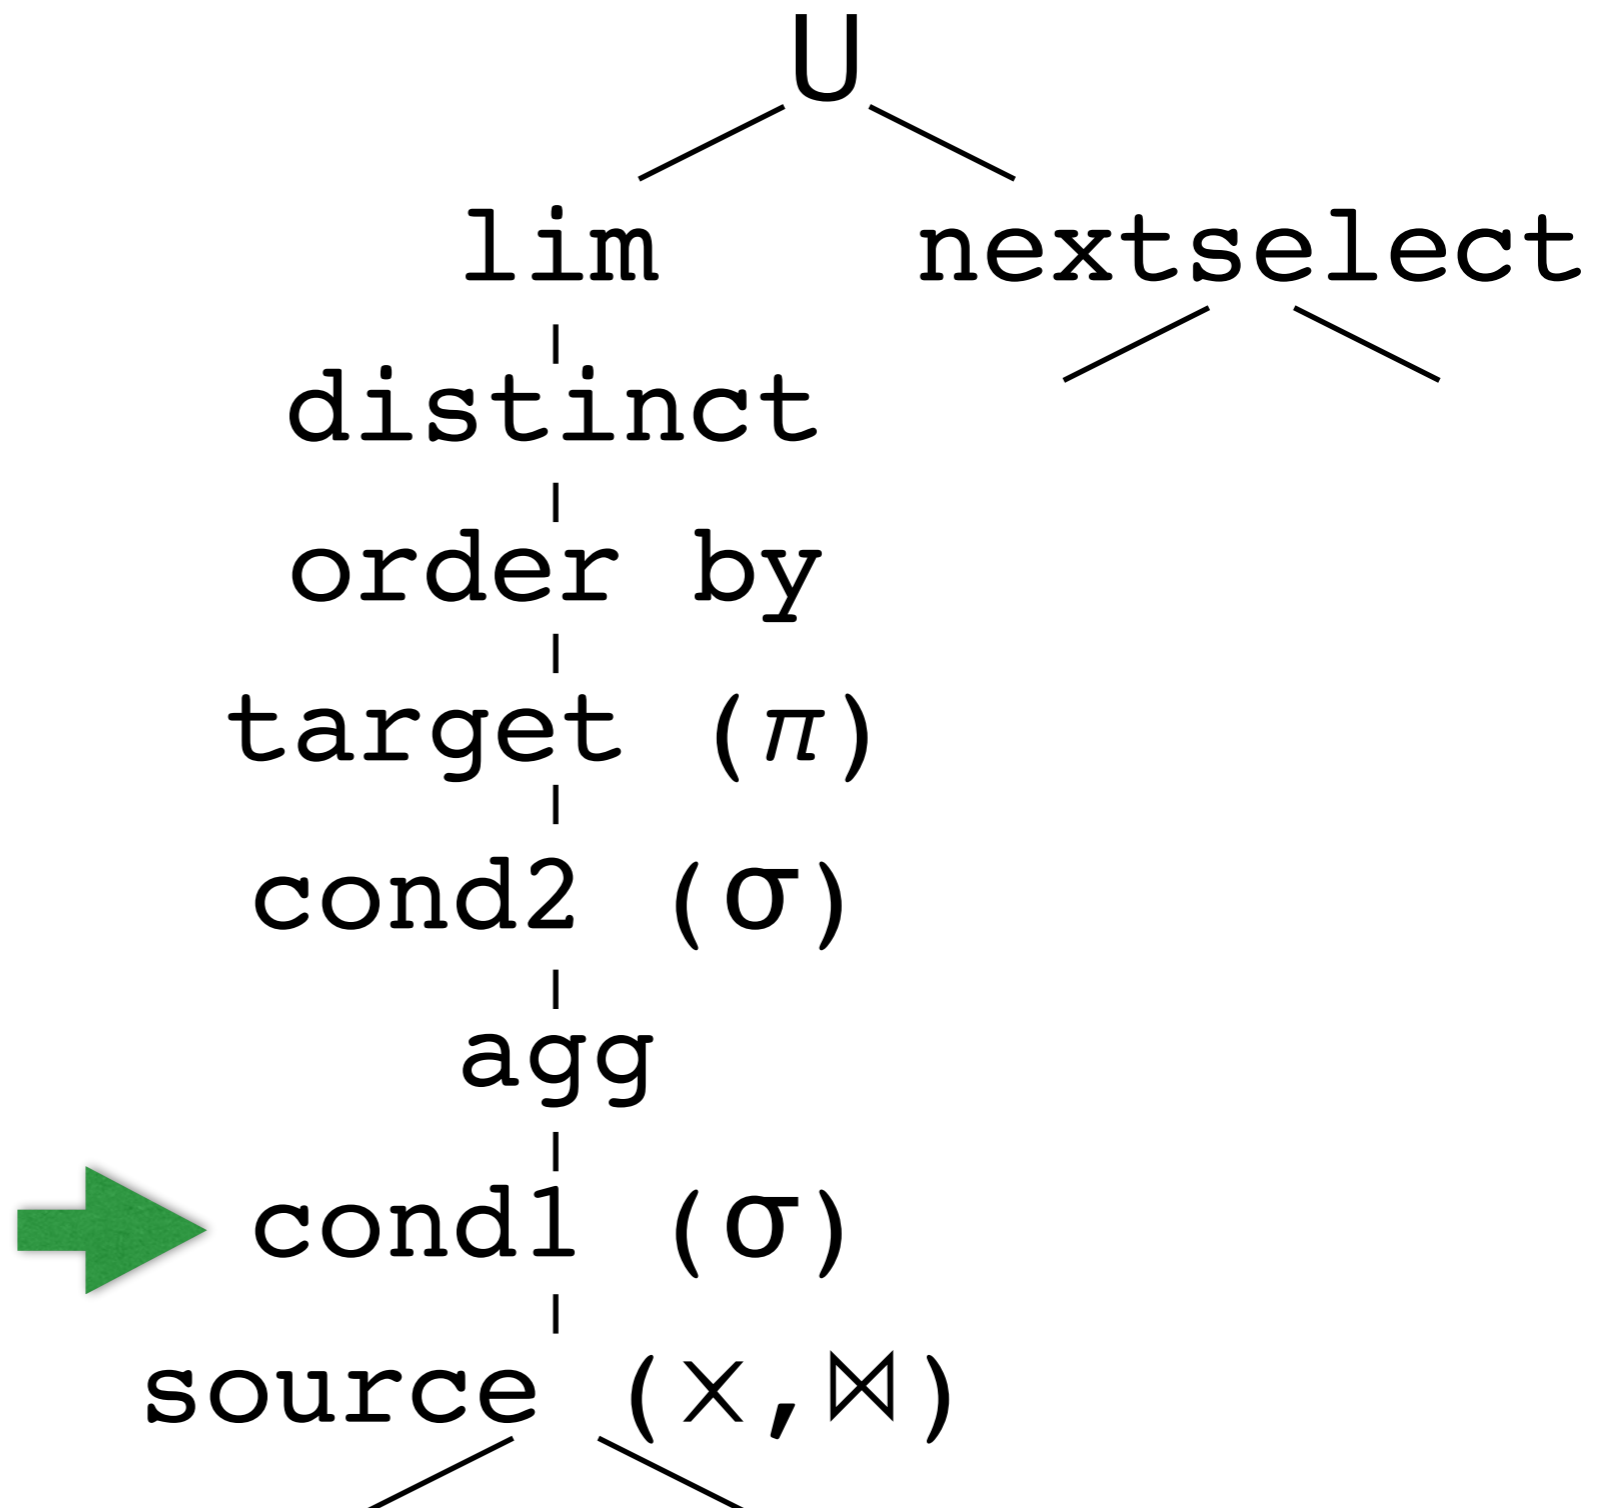 U
lim nextselect
distinct
order by
target (π)
cond2 (σ)
agg
cond1 (σ)
source (×,⋈)